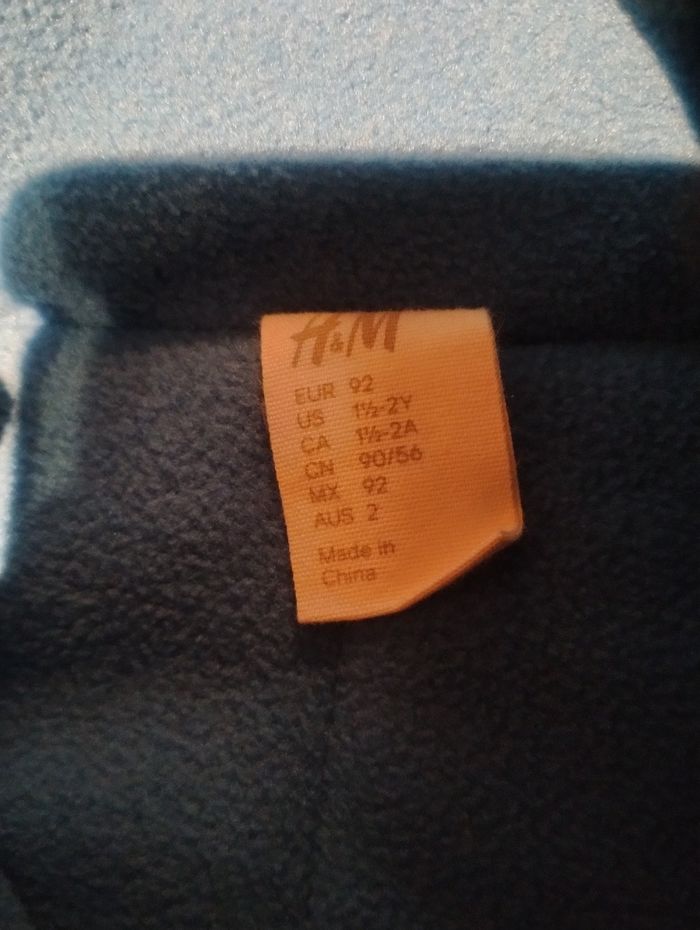 H&M
EUR 92
US 1½-2Y
CA 1½-2A
CN 90/56
MX 92
AUS 2
Made in
China